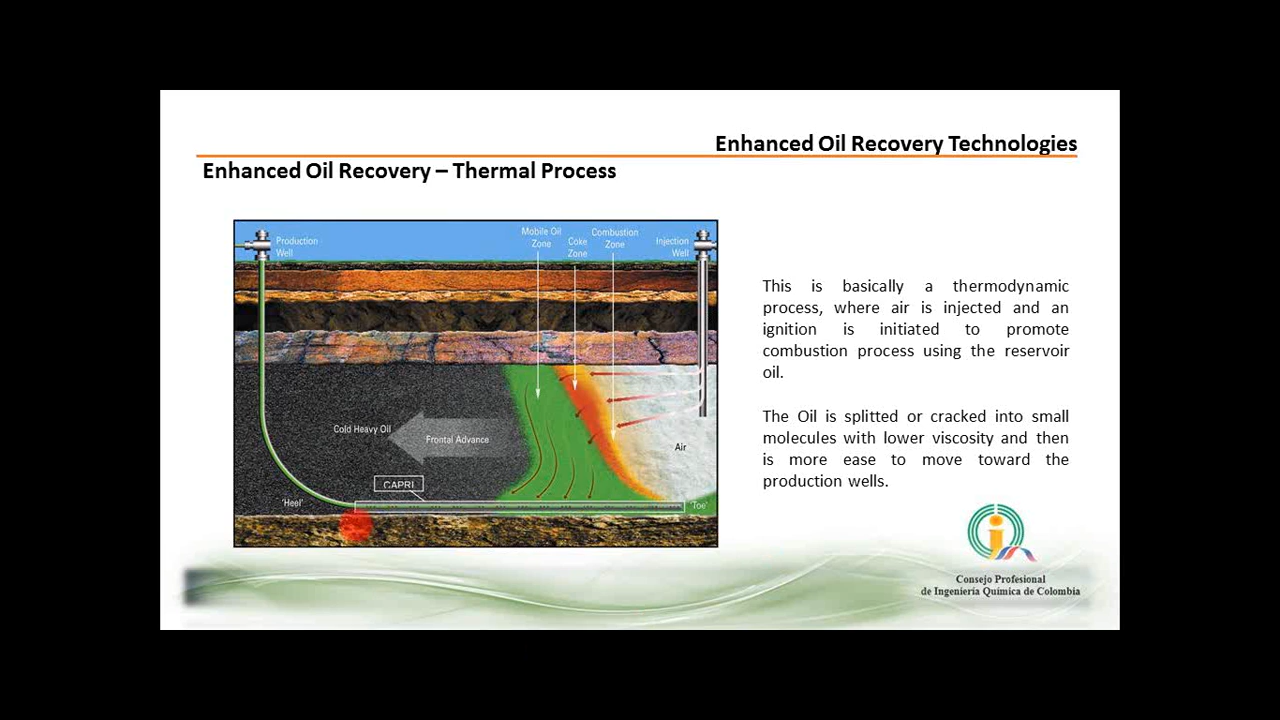 Enhanced Oil Recovery Technologies
Enhanced Oil Recovery – Thermal Process
Production
Well
Mobile Oil
Zone
Coke
Zone
Combustion
Zone
Injection
Well
Cold Heavy Oil
Frontal Advance
Air
CAPRI
'Heel'
'Toe'
This is basically a thermodynamic
process, where air is injected and an
ignition is initiated to promote
combustion process using the reservoir
oil.
The Oil is splitted or cracked into small
molecules with lower viscosity and then
is more ease to move toward the
production wells.
Consejo Profesional
de Ingeniería Química de Colombia